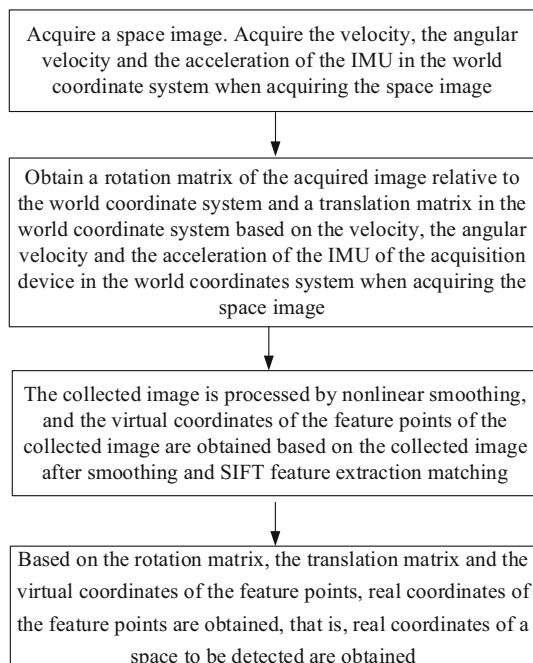 Acquire a space image. Acquire the velocity, the angular
velocity and the acceleration of the IMU in the world
coordinate system when acquiring the space image
Obtain a rotation matrix of the acquired image relative to
the world coordinate system and a translation matrix in the
world coordinate system based on the velocity, the angular
velocity and the acceleration of the IMU of the acquisition
device in the world coordinates system when acquiring the
space image
The collected image is processed by nonlinear smoothing,
and the virtual coordinates of the feature points of the
collected image are obtained based on the collected image
after smoothing and SIFT feature extraction matching
Based on the rotation matrix, the translation matrix and the
virtual coordinates of the feature points, real coordinates of
the feature points are obtained, that is, real coordinates of a
space to be detected are obtained